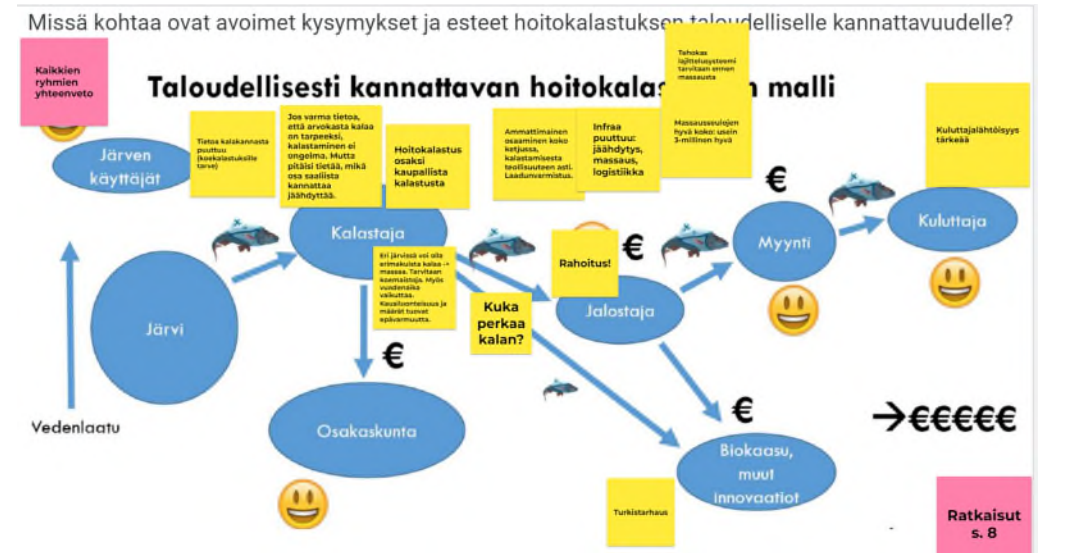 Missä kohtaa ovat avoimet kysymykset ja esteet hoitokalastuksen taloudelliselle kannattavuudelle?
Kaikkien
ryhmien
yhteenveto
Taloudellisesti kannattavan hoitokalas n malli
Tehokas
lajittelusysteemi
tarvitaan ennen
massausta
Massausseulojen
hyvä koko: usein
3-millinen hyvä
Järven
käyttäjät
Tietoa kalakannasta
puuttuu
(koekalastuksille
tarve)
Jos varma tietoa,
että arvokasta kalaa
on tarpeeksi,
kalastaminen ei
ongelma. Mutta
pitäisi tietää, mikä
osa saaliista
kannattaa
jäähdyttää.
Hoitokalastus
osaksi
kaupallista
kalastusta
Ammattimainen
osaaminen koko
ketjussa,
kalastamisesta
teollisuuteen asti.
Laadunvarmistus.
Infraa
puuttuu:
jäähdytys,
massaus,
logistiikka
Kuluttajalähtöisyys
tärkeää
€
Kalastaja
Myynti
Kuluttaja
Eri järvissä voi olla
erimakuista kalaa ->
massaa. Tarvitaan
koemaistoja. Myös
vuodenaika
vaikuttaa.
Kausiluonteisuus ja
määrät tuovat
epävarmuutta.
Rahoitus!
€
Järvi
Kuka
perkaa
kalan?
Jalostaja
€
Vedenlaatu
Osakaskunta
€
→€€€€€
Biokaasu,
muut
innovaatiot
Turkistarhaus
Ratkaisut
s. 8